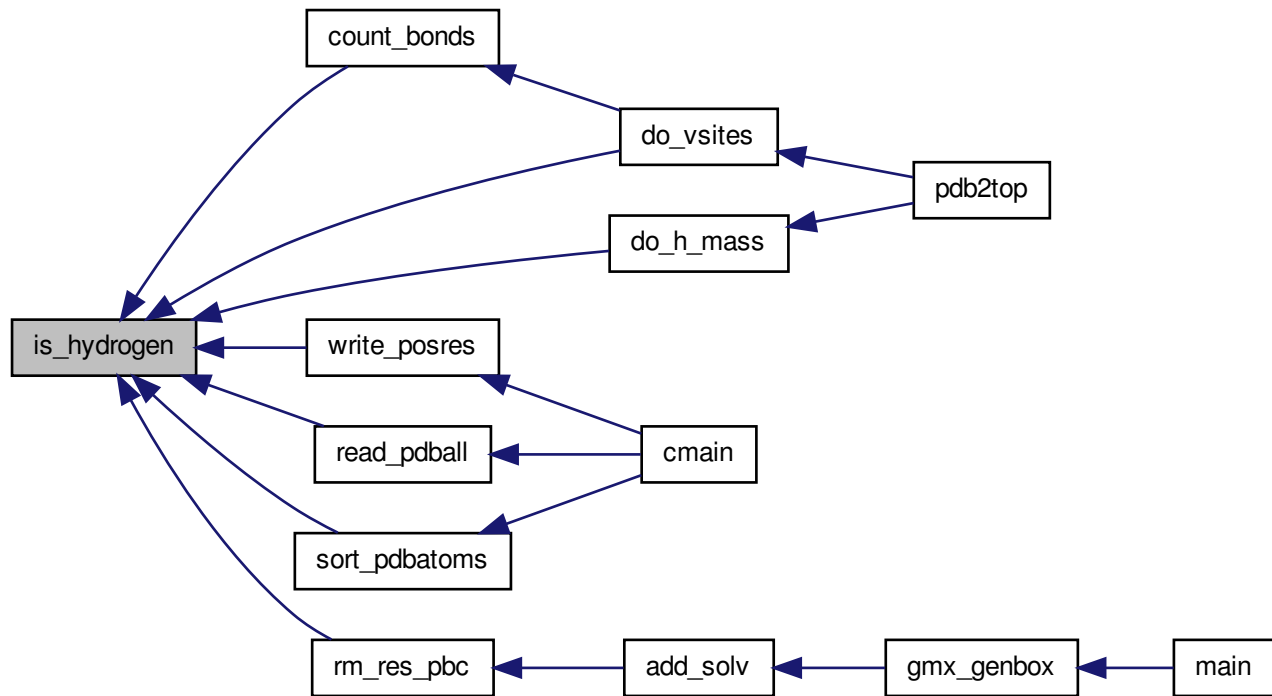 count_bonds
do_vsites
pdb2top
do_h_mass
is_hydrogen
write_posres
read_pdball
cmain
sort_pdbatoms
rm_res_pbc
add_solv
gmx_genbox
main